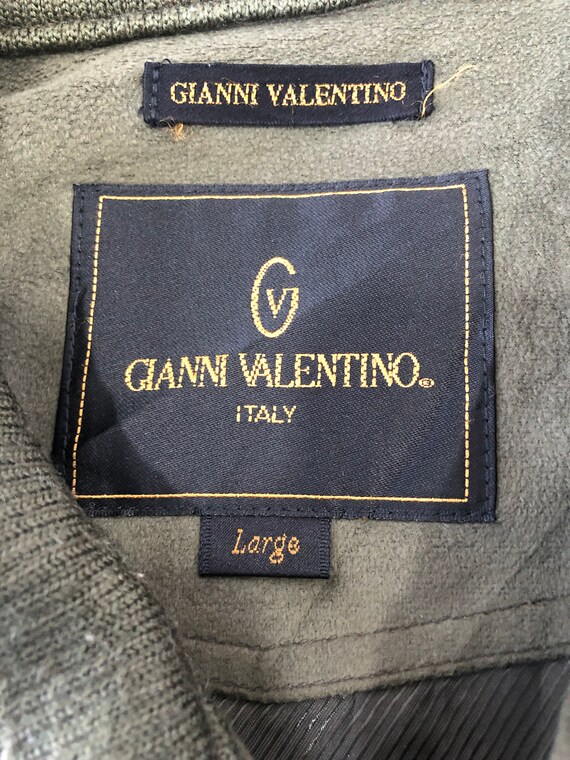 GIANNI VALENTINO
GV
GIANNI VALENTINO®
ITALY
Large